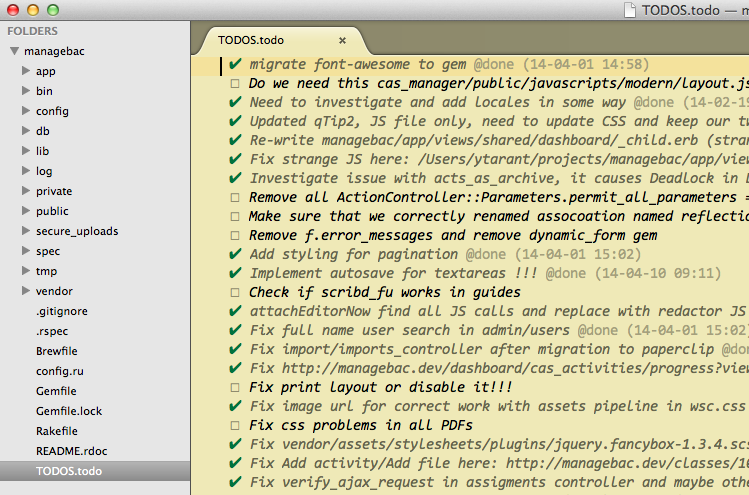 TODOS.todo — m
FOLDERS
managebac
app
bin
config
db
lib
log
private
public
secure_uploads
spec
tmp
vendor
.gitignore
.rspec
Brewfile
config.ru
Gemfile
Gemfile.lock
Rakefile
README.rdoc
TODOS.todo
TODOS.todo ×
✔ migrate font-awesome to gem @done (14-04-01 14:58)
☐ Do we need this cas_manager/public/javascripts/modern/layout.js
✔ Need to investigate and add locales in some way @done (14-02-19
✔ Updated qTip2, JS file only, need to update CSS and keep our tw
✔ Re-write managebac/app/views/shared/dashboard/_child.erb (stran
✔ Fix strange JS here: /Users/ytarant/projects/managebac/app/view
✔ Investigate issue with acts_as_archive, it causes Deadlock in D
☐ Remove all ActionController::Parameters.permit_all_parameters =
☐ Make sure that we correctly renamed assocoation named reflectio
☐ Remove f.error_messages and remove dynamic_form gem
✔ Add styling for pagination @done (14-04-01 15:02)
✔ Implement autosave for textareas !!! @done (14-04-10 09:11)
☐ Check if scribd_fu works in guides
✔ attachEditorNow find all JS calls and replace with redactor JS
✔ Fix full name user search in admin/users @done (14-04-01 15:02)
✔ Fix import/imports_controller after migration to paperclip @don
✔ Fix http://managebac.dev/dashboard/cas_activities/progress?view
☐ Fix print layout or disable it!!!
✔ Fix image url for correct work with assets pipeline in wsc.css
☐ Fix css problems in all PDFs
✔ Fix vendor/assets/stylesheets/plugins/jquery.fancybox-1.3.4.scs
✔ Fix Add activity/Add file here: http://managebac.dev/classes/10
✔ Fix verify_ajax_request in assigments controller and maybe othe